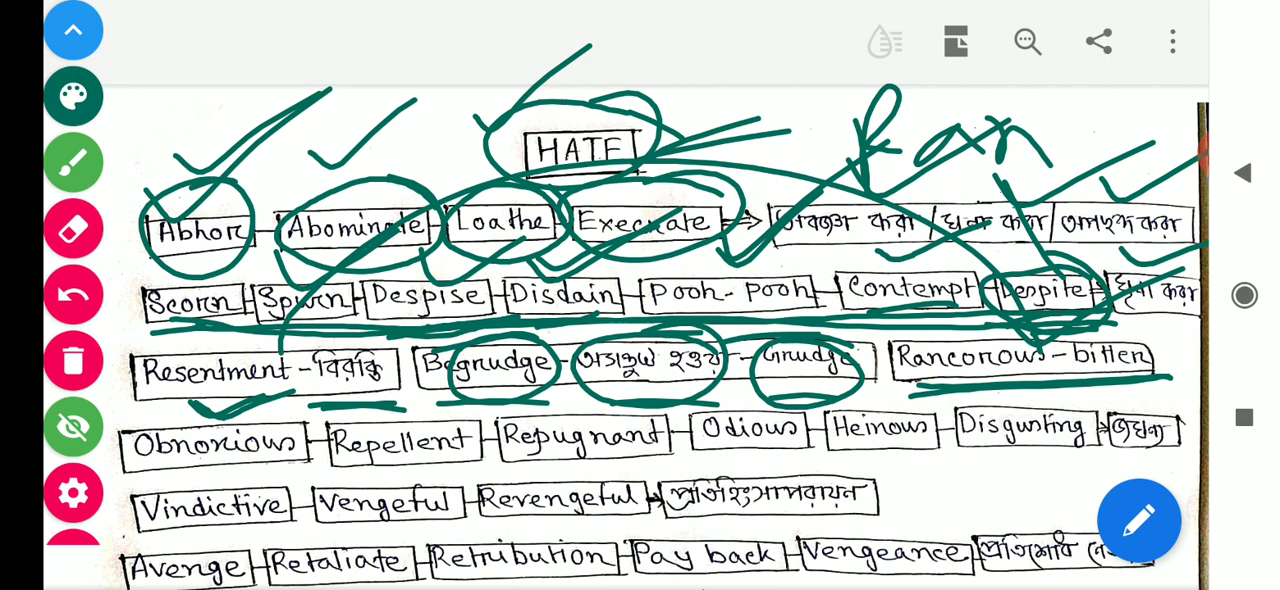 HATE
ran
Abhor - Abominate - Loathe - Execrate ⇒ অবজ্ঞা করা / ঘৃনা করা / অপছন্দ করা
Scorn - Spurn - Despise - Disdain - Pooh-Pooh - Contempt - Despite → ঘৃনা করা
Resentment - বিরক্তি Begrudge - অসন্তুষ্ট হওয়া - Grudge Rancorous - bitter
Obnoxious - Repellent - Repugnant - Odious - Heinous - Disgusting → জঘন্য
Vindictive - Vengeful - Revengeful → প্রতিহিংসাপরায়ন
Avenge - Retaliate - Retribution - Pay back - Vengeance -